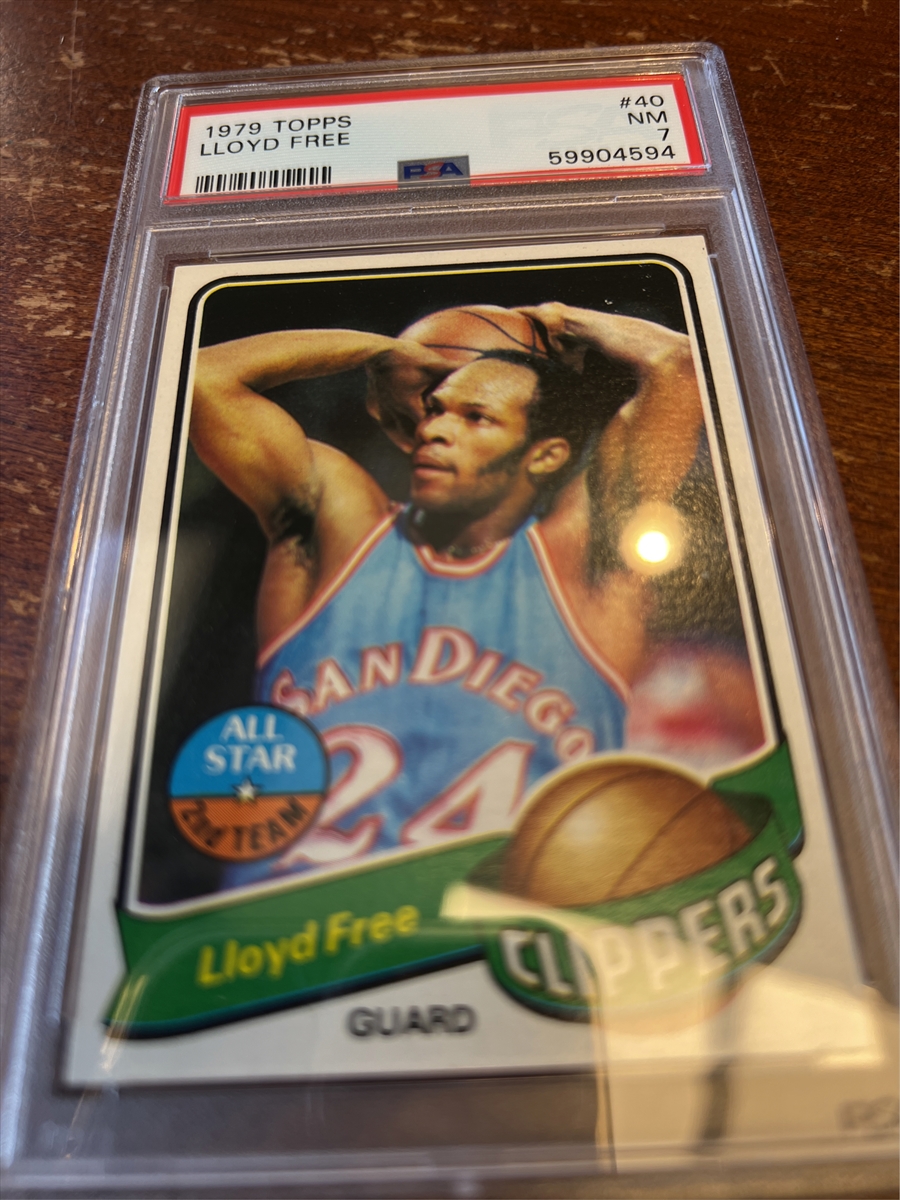 1979 TOPPS
LLOYD FREE
#40
NM
7
59904594
PSA
SAN DIEGO
24
ALL
STAR
2nd TEAM
Lloyd Free
CLIPPERS
GUARD